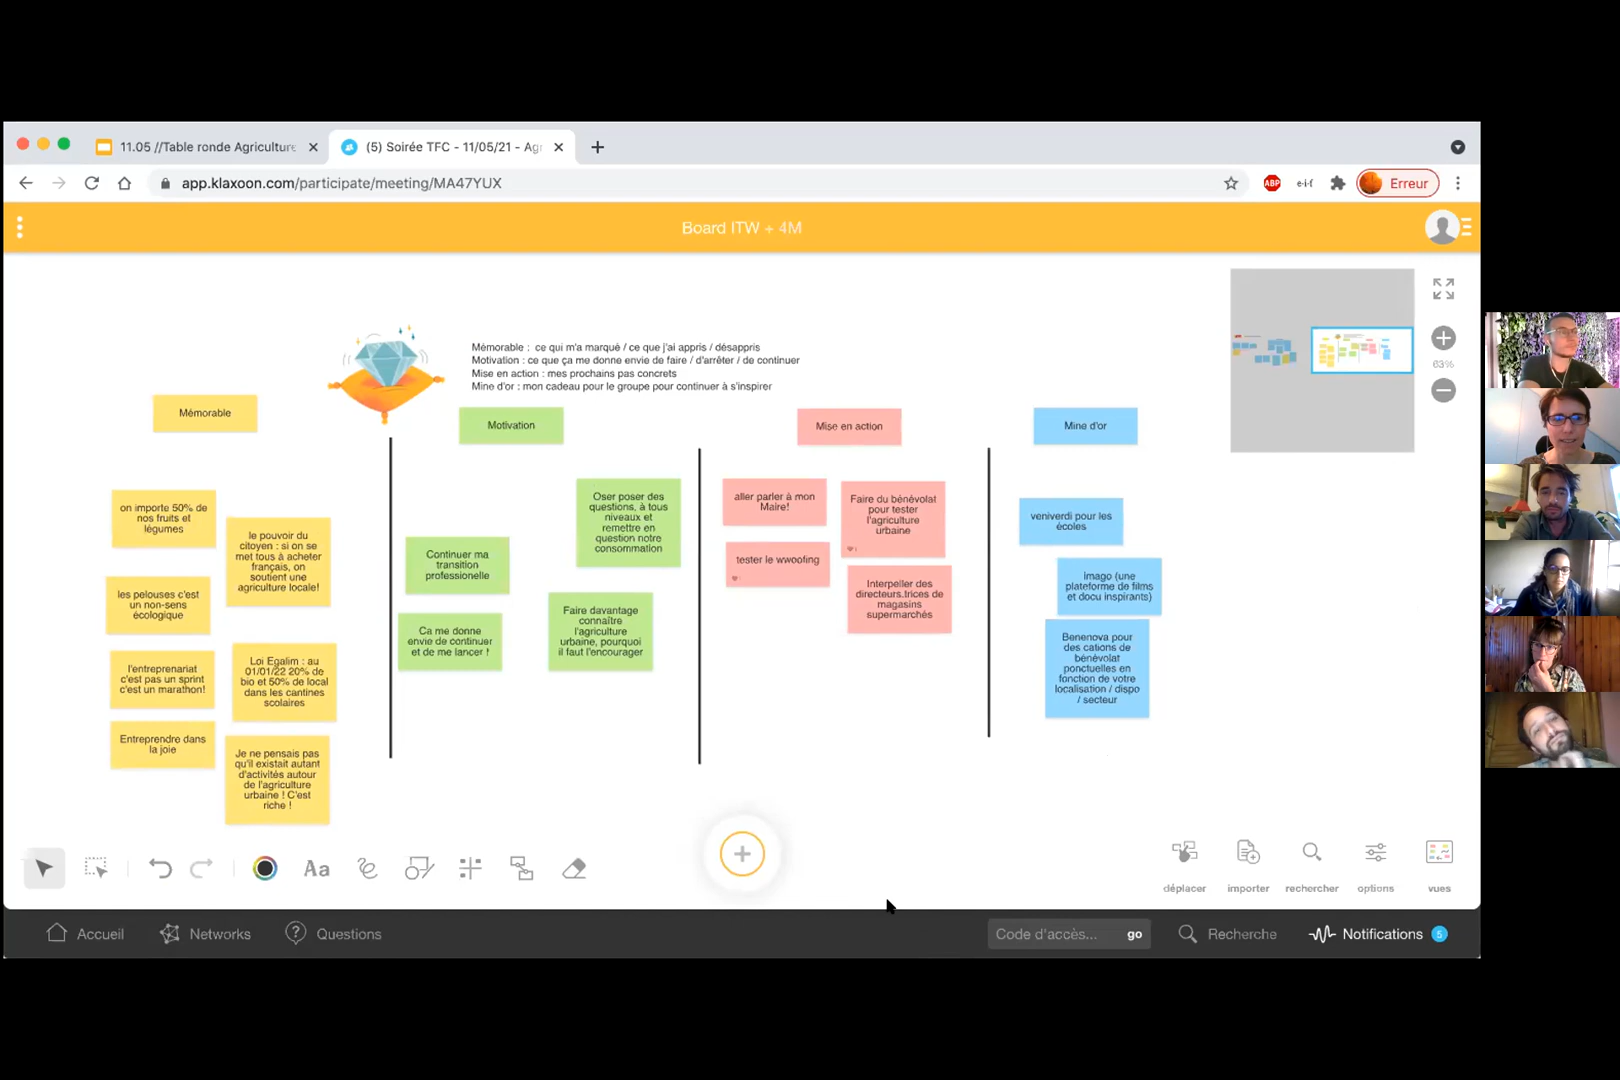 11.05 //Table ronde Agriculture
(5) Soirée TFC - 11/05/21 - Agr
app.klaxoon.com/participate/meeting/MA47YUX
ABP
Erreur
Board ITW + 4M
63%
Mémorable : ce qui m'a marqué / ce que j'ai appris / désappris
Motivation : ce que ça me donne envie de faire / d'arrêter / de continuer
Mise en action : mes prochains pas concrets
Mine d'or : mon cadeau pour le groupe pour continuer à s'inspirer
Mémorable
on importe 50% de
nos fruits et
légumes
le pouvoir du
citoyen : si on se
met tous à acheter
français, on
soutient une
agriculture locale!
les pelouses c'est
un non-sens
écologique
l'entreprenariat
c'est pas un sprint
c'est un marathon!
Loi Egalim : au
01/01/22 20% de
bio et 50% de local
dans les cantines
scolaires
Entreprendre dans
la joie
Je ne pensais pas
qu'il existait autant
d'activités autour
de l'agriculture
urbaine ! C'est
riche !
Motivation
Oser poser des
questions, à tous
niveaux et
remettre en
question notre
consommation
Continuer ma
transition
professionelle
Ca me donne
envie de continuer
et de me lancer !
Faire davantage
connaître
l'agriculture
urbaine, pourquoi
il faut l'encourager
Mise en action
aller parler à mon
Maire!
Faire du bénévolat
pour tester
l'agriculture
urbaine
tester le wwoofing
Interpeller des
directeurs.trices de
magasins
supermarchés
Mine d'or
veniverdi pour les
écoles
imago (une
plateforme de films
et docu inspirants)
Benenova pour
des cations de
bénévolat
ponctuelles en
fonction de votre
localisation / dispo
/ secteur
Aa
déplacer
importer
rechercher
options
vues
Accueil
Networks
Questions
Code d'accès...
go
Recherche
Notifications
5